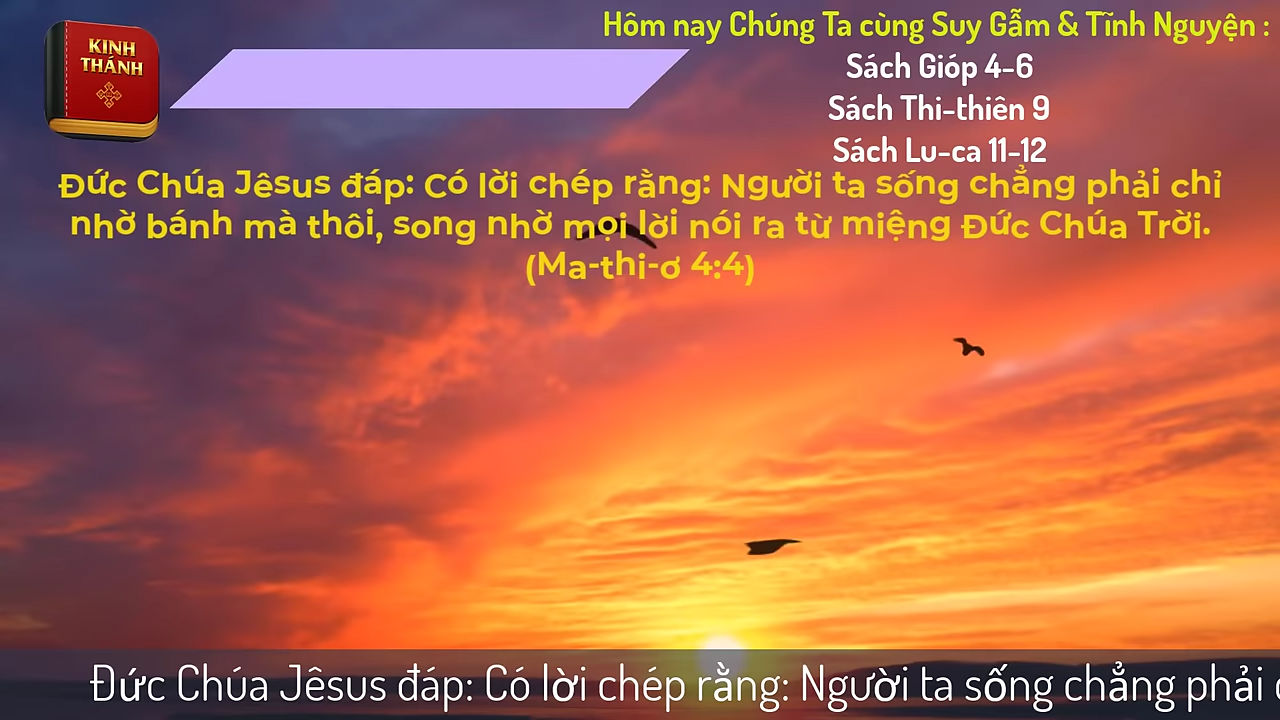 KINH
THÁNH
Hôm nay Chúng Ta cùng Suy Gẫm & Tĩnh Nguyện :
Sách Gióp 4-6
Sách Thi-thiên 9
Sách Lu-ca 11-12
Đức Chúa Jêsus đáp: Có lời chép rằng: Người ta sống chẳng phải chỉ
nhờ bánh mà thôi, song nhờ mọi lời nói ra từ miệng Đức Chúa Trời.
(Ma-thi-ơ 4:4)
Đức Chúa Jêsus đáp: Có lời chép rằng: Người ta sống chẳng phải